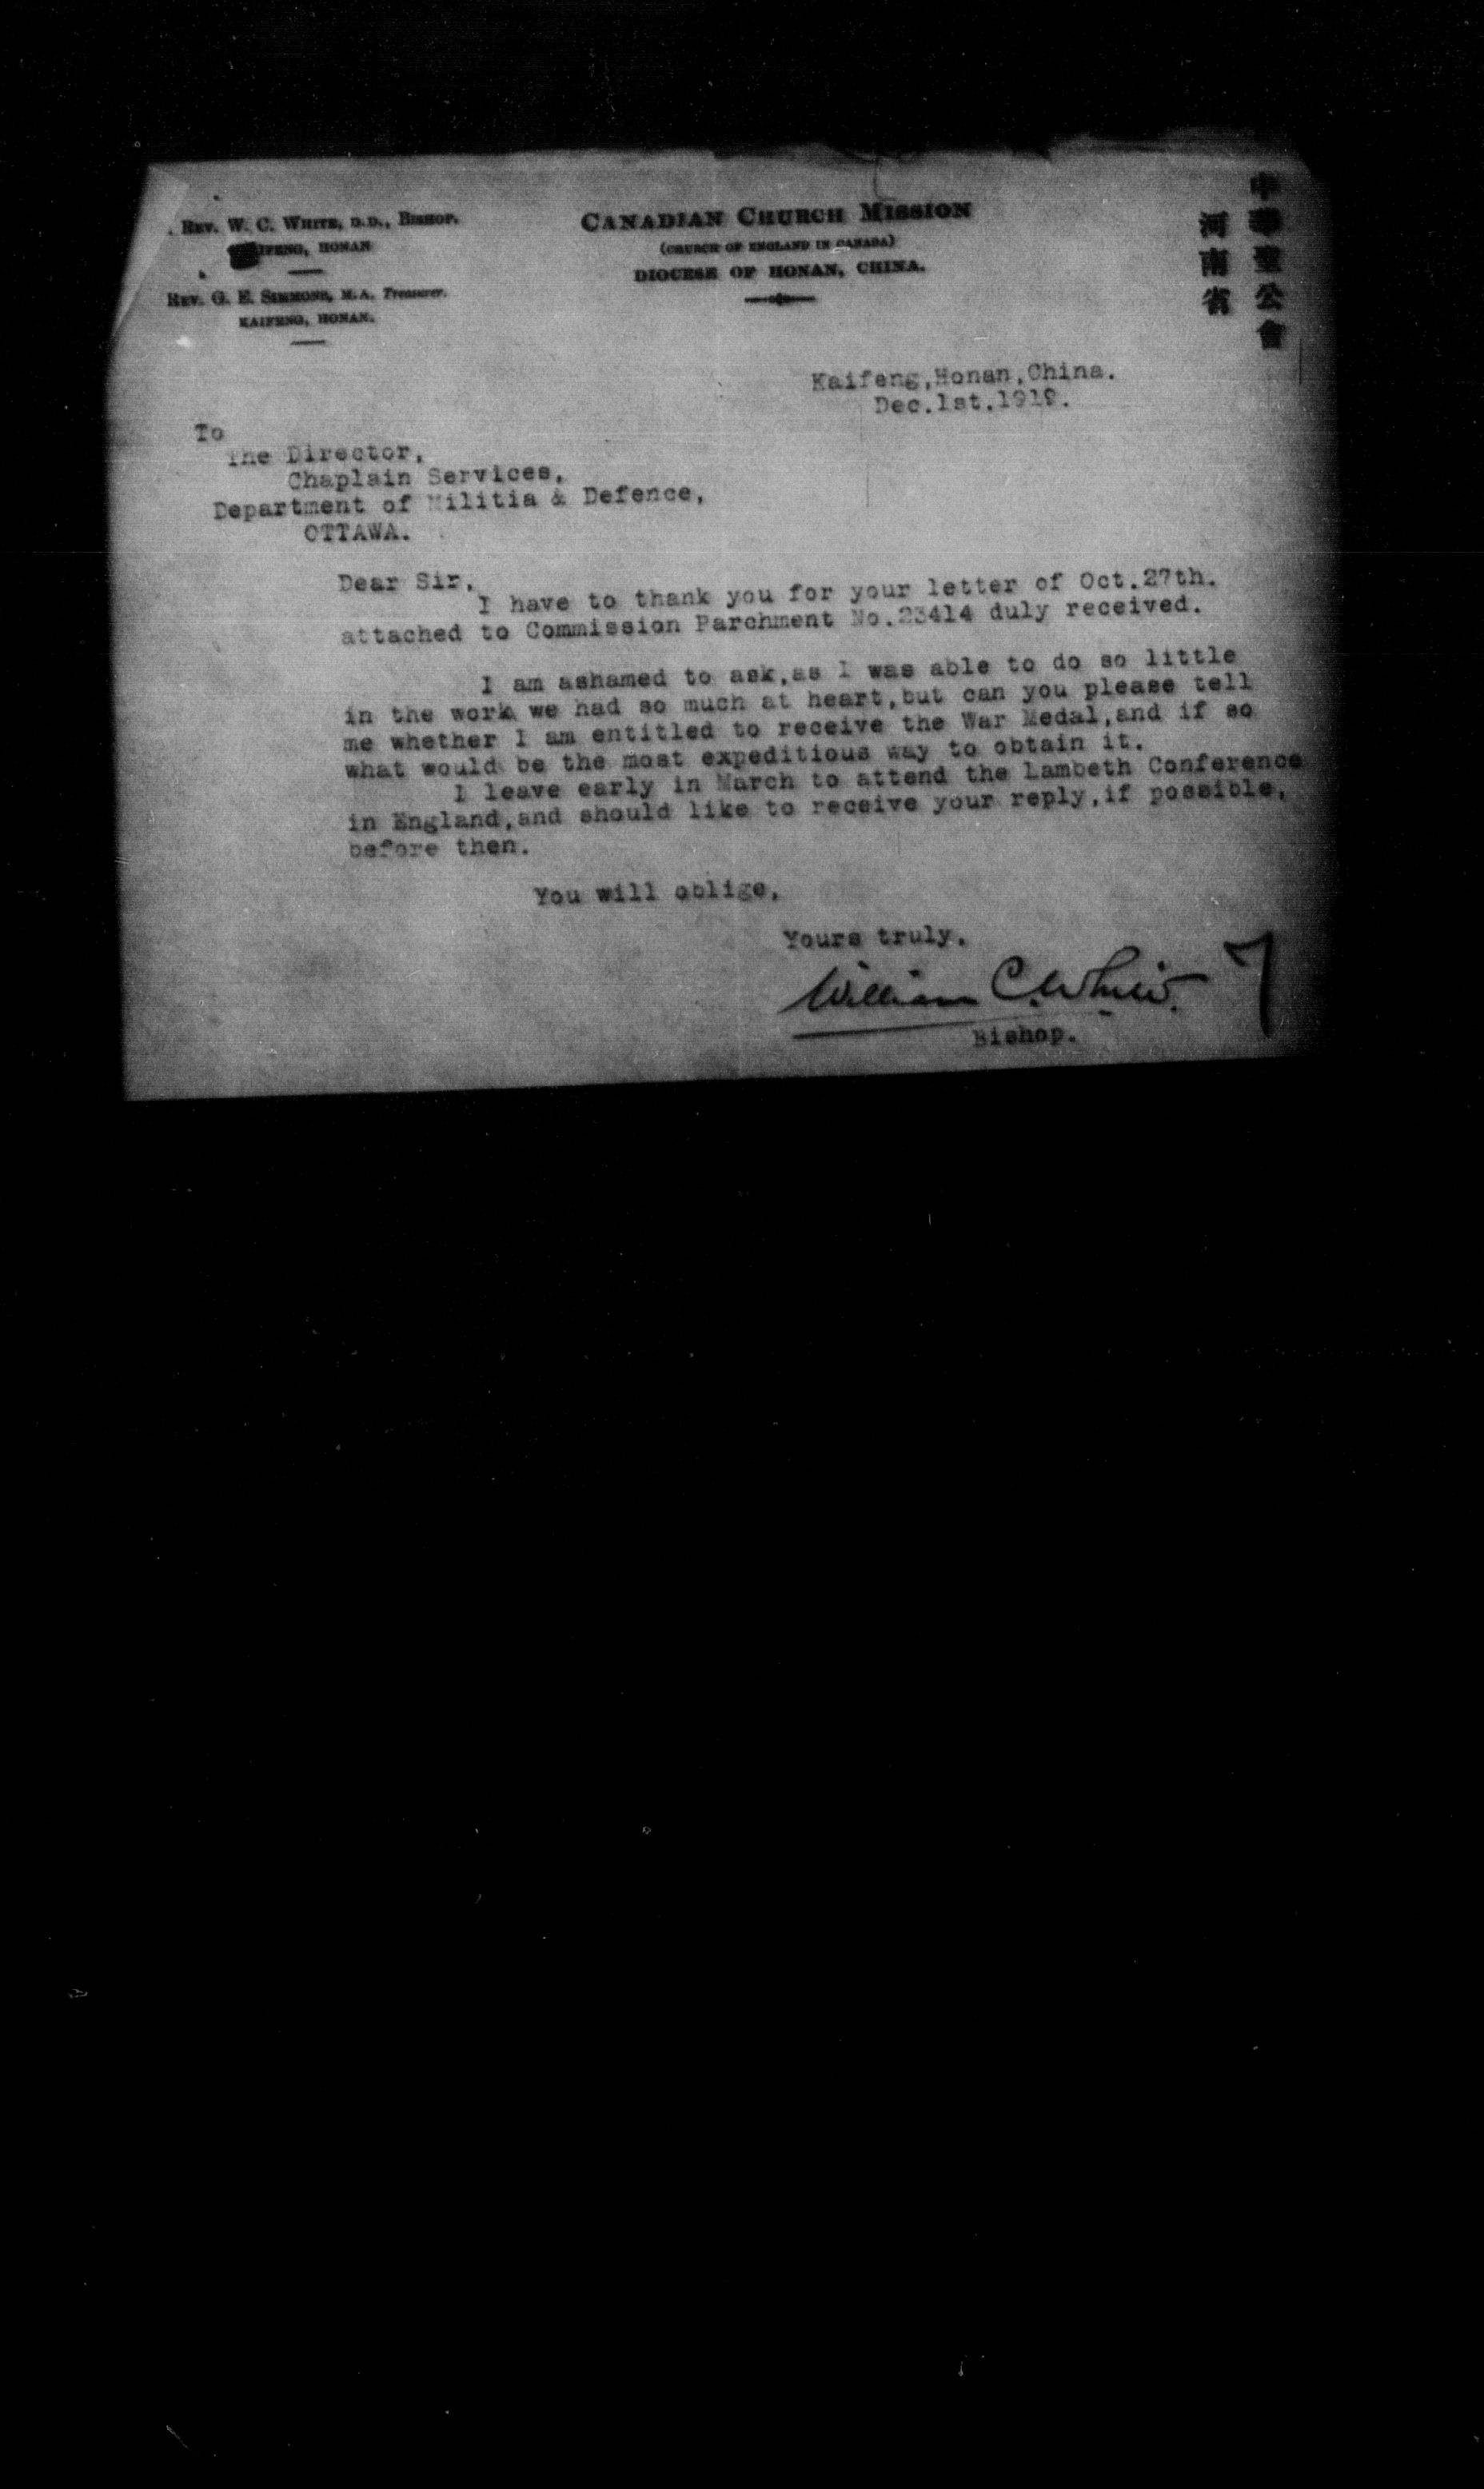 Rev. W. C. White, D.D., Bishop.
HONAN
Rev. G. E. Simmons, M.A. Treasurer.
KAIFENG, HONAN.
Canadian Church Mission
(CHURCH OF ENGLAND IN CANADA)
DIOCESE OF HONAN, CHINA.
中華聖公會
河南省
Kaifeng,Honan,China.
Dec.1st.1919.
To
The Director,
Chaplain Services,
Department of Militia & Defence,
OTTAWA.
Dear Sir,
I have to thank you for your letter of Oct.27th.
attached to Commission Parchment No.23414 duly received.
I am ashamed to ask,as I was able to do so little
in the work we had so much at heart,but can you please tell
me whether I am entitled to receive the War Medal,and if so
what would be the most expeditious way to obtain it.
I leave early in March to attend the Lambeth Conference
in England,and should like to receive your reply,if possible,
before then.
You will oblige,
Yours truly,
William C. White.
Bishop.